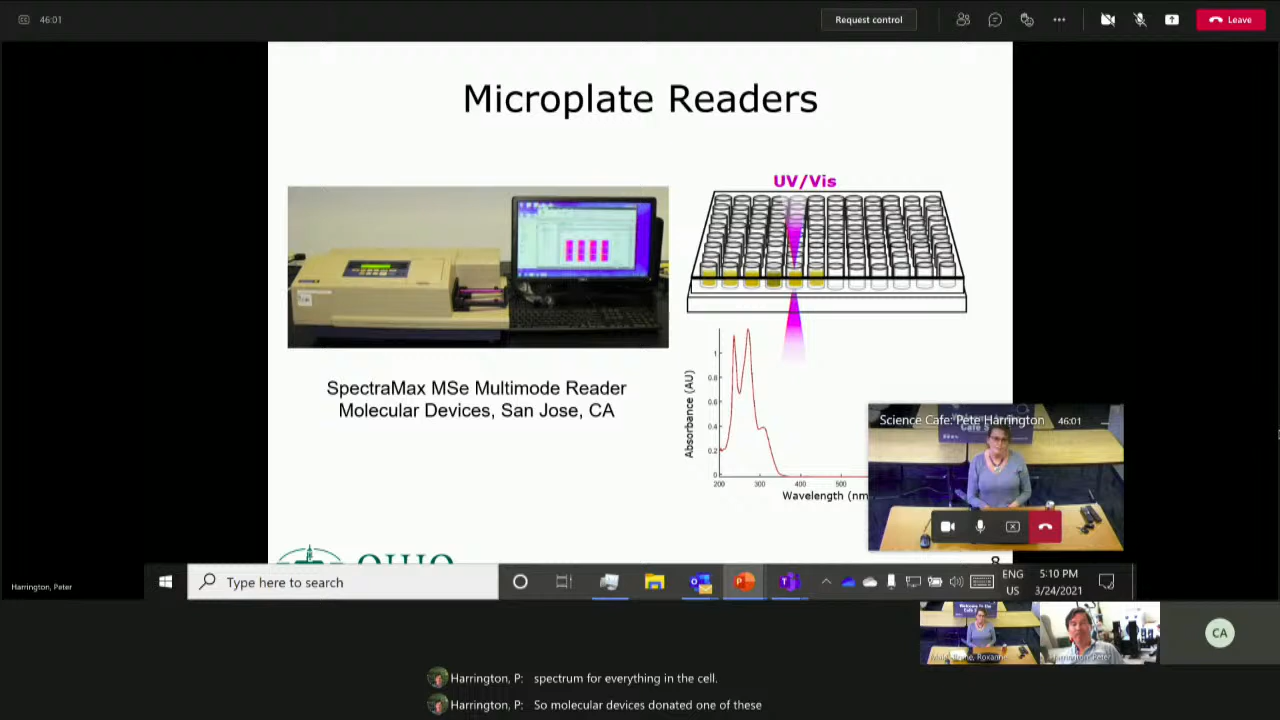 46:01
Request control
Leave
Microplate Readers
UV/Vis
SpectraMax MSe Multimode Reader
Molecular Devices, San Jose, CA
Absorbance (AU)
1
0.8
0.6
0.4
0.2
0
200
300
400
500
Wavelength (nm
Science Cafe: Pete Harrington
46:01
OHIO
8
Harrington, Peter
Type here to search
ENG
US
5:10 PM
3/24/2021
CA
Harrington, P: spectrum for everything in the cell.
Harrington, P: So molecular devices donated one of these